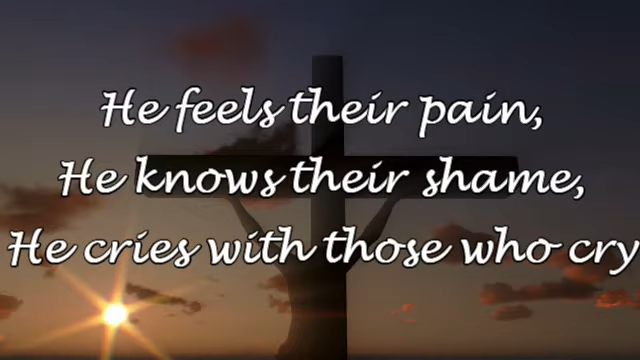 He feels their pain,
He knows their shame,
He cries with those who cry